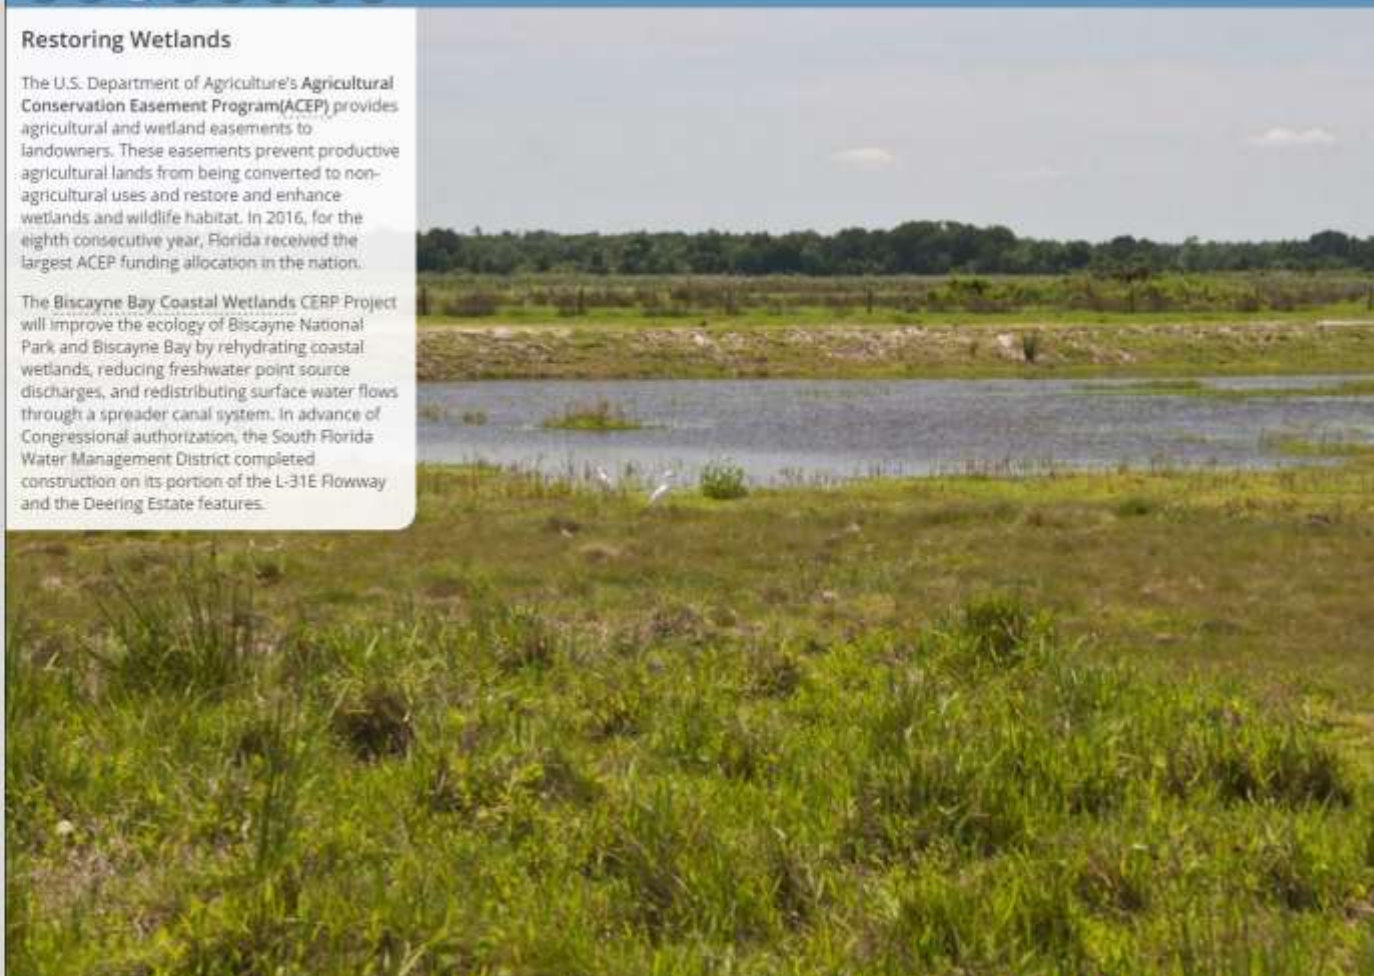 Restoring Wetlands
The U.S. Department of Agriculture's Agricultural
Conservation Easement Program(ACEP) provides
agricultural and wetland easements to
landowners. These easements prevent productive
agricultural lands from being converted to non-
agricultural uses and restore and enhance
wetlands and wildlife habitat. In 2016, for the
eighth consecutive year, Florida received the
largest ACEP funding allocation in the nation.
The Biscayne Bay Coastal Wetlands CERP Project
will improve the ecology of Biscayne National
Park and Biscayne Bay by rehydrating coastal
wetlands, reducing freshwater point source
discharges, and redistributing surface water flows
through a spreader canal system. In advance of
Congressional authorization, the South Florida
Water Management District completed
construction on its portion of the L-31E Flowway
and the Deering Estate features.